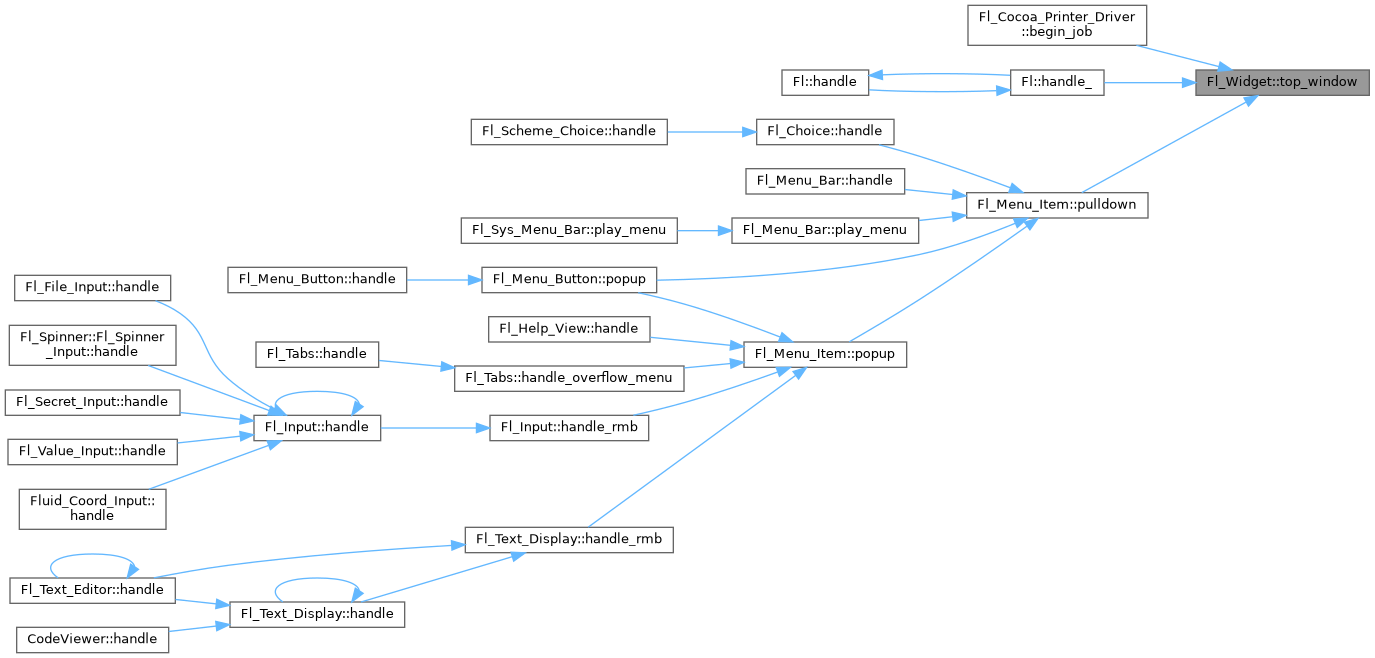 Fl_Cocoa_Printer_Driver
::begin_job
Fl::handle
Fl::handle_
Fl_Widget::top_window
Fl_Scheme_Choice::handle
Fl_Choice::handle
Fl_Menu_Bar::handle
Fl_Menu_Item::pulldown
Fl_Sys_Menu_Bar::play_menu
Fl_Menu_Bar::play_menu
Fl_Menu_Button::handle
Fl_Menu_Button::popup
Fl_File_Input::handle
Fl_Help_View::handle
Fl_Spinner::Fl_Spinner
_Input::handle
Fl_Tabs::handle
Fl_Menu_Item::popup
Fl_Tabs::handle_overflow_menu
Fl_Secret_Input::handle
Fl_Input::handle
Fl_Input::handle_rmb
Fl_Value_Input::handle
Fluid_Coord_Input::
handle
Fl_Text_Display::handle_rmb
Fl_Text_Editor::handle
Fl_Text_Display::handle
CodeViewer::handle